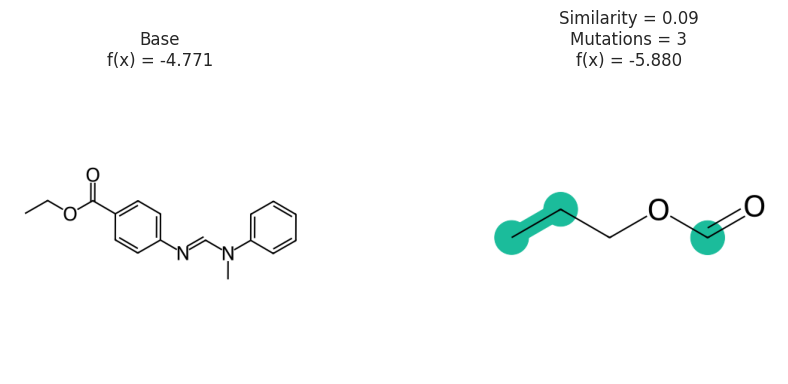 Base
f(x) = -4.771
Similarity = 0.09
Mutations = 3
f(x) = -5.880
O
O
N
N
O
O